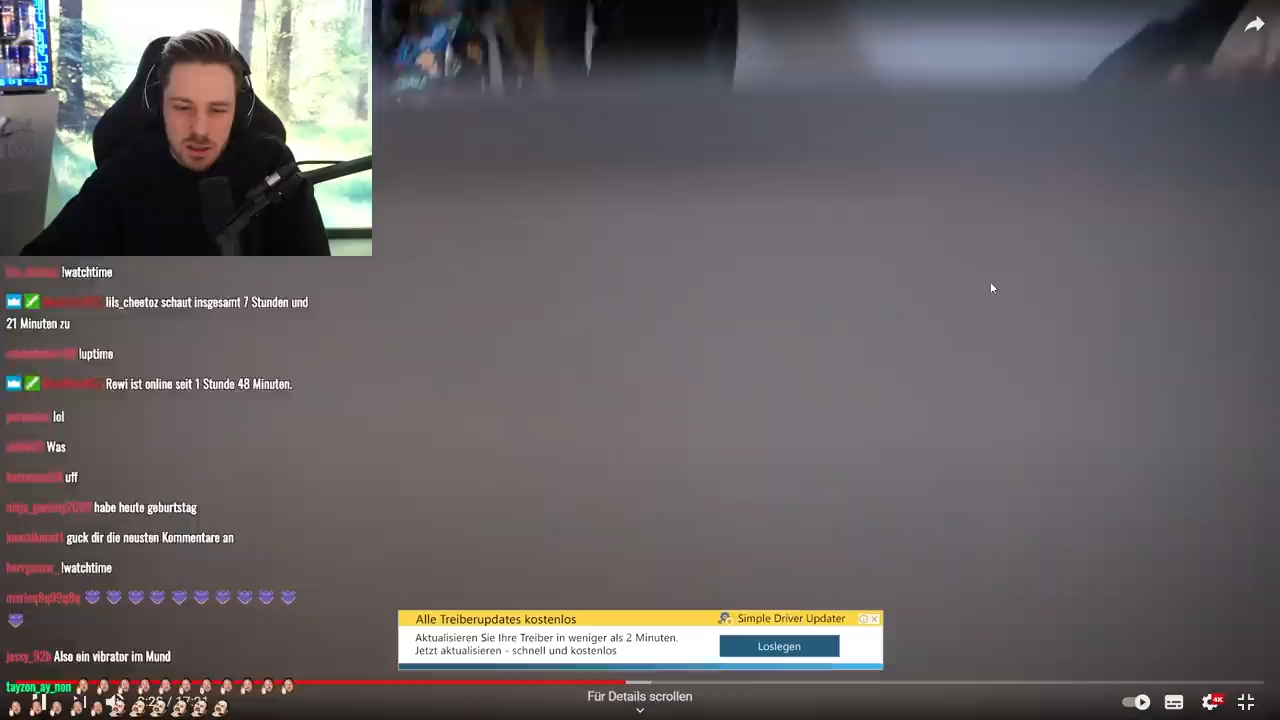 !watchtime
lils_cheetoz schaut insgesamt 7 Stunden und
21 Minuten zu
!uptime
Rewi ist online seit 1 Stunde 48 Minuten.
lol
Was
uff
habe heute geburtstag
guck dir die neusten Kommentare an
!watchtime
jessy_92h Also ein vibrator im Mund
tayzon_ay_non
Alle Treiberupdates kostenlos
Simple Driver Updater
Aktualisieren Sie Ihre Treiber in weniger als 2 Minuten.
Jetzt aktualisieren - schnell und kostenlos
Loslegen
Für Details scrollen
4K